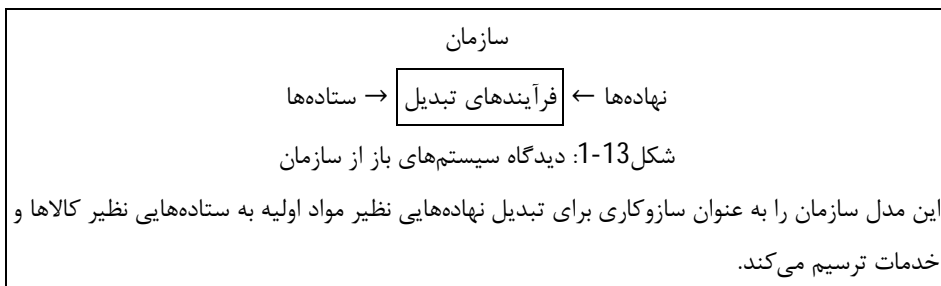 سازمان
نهاده‌ها ← فرآیندهای تبدیل → ستاده‌ها
شکل13-1: دیدگاه سیستم‌های باز از سازمان
این مدل سازمان را به عنوان سازوکاری برای تبدیل نهاده‌هایی نظیر مواد اولیه به ستاده‌هایی نظیر کالاها و
خدمات ترسیم می‌کند.